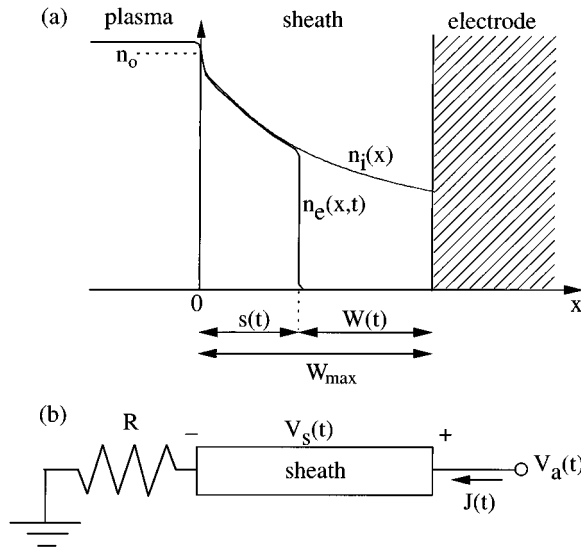 (a) plasma sheath electrode
n_o
n_i(x)
n_e(x,t)
0 x
s(t) W(t)
W_max
(b) R - V_s(t) +
sheath V_a(t)
J(t)